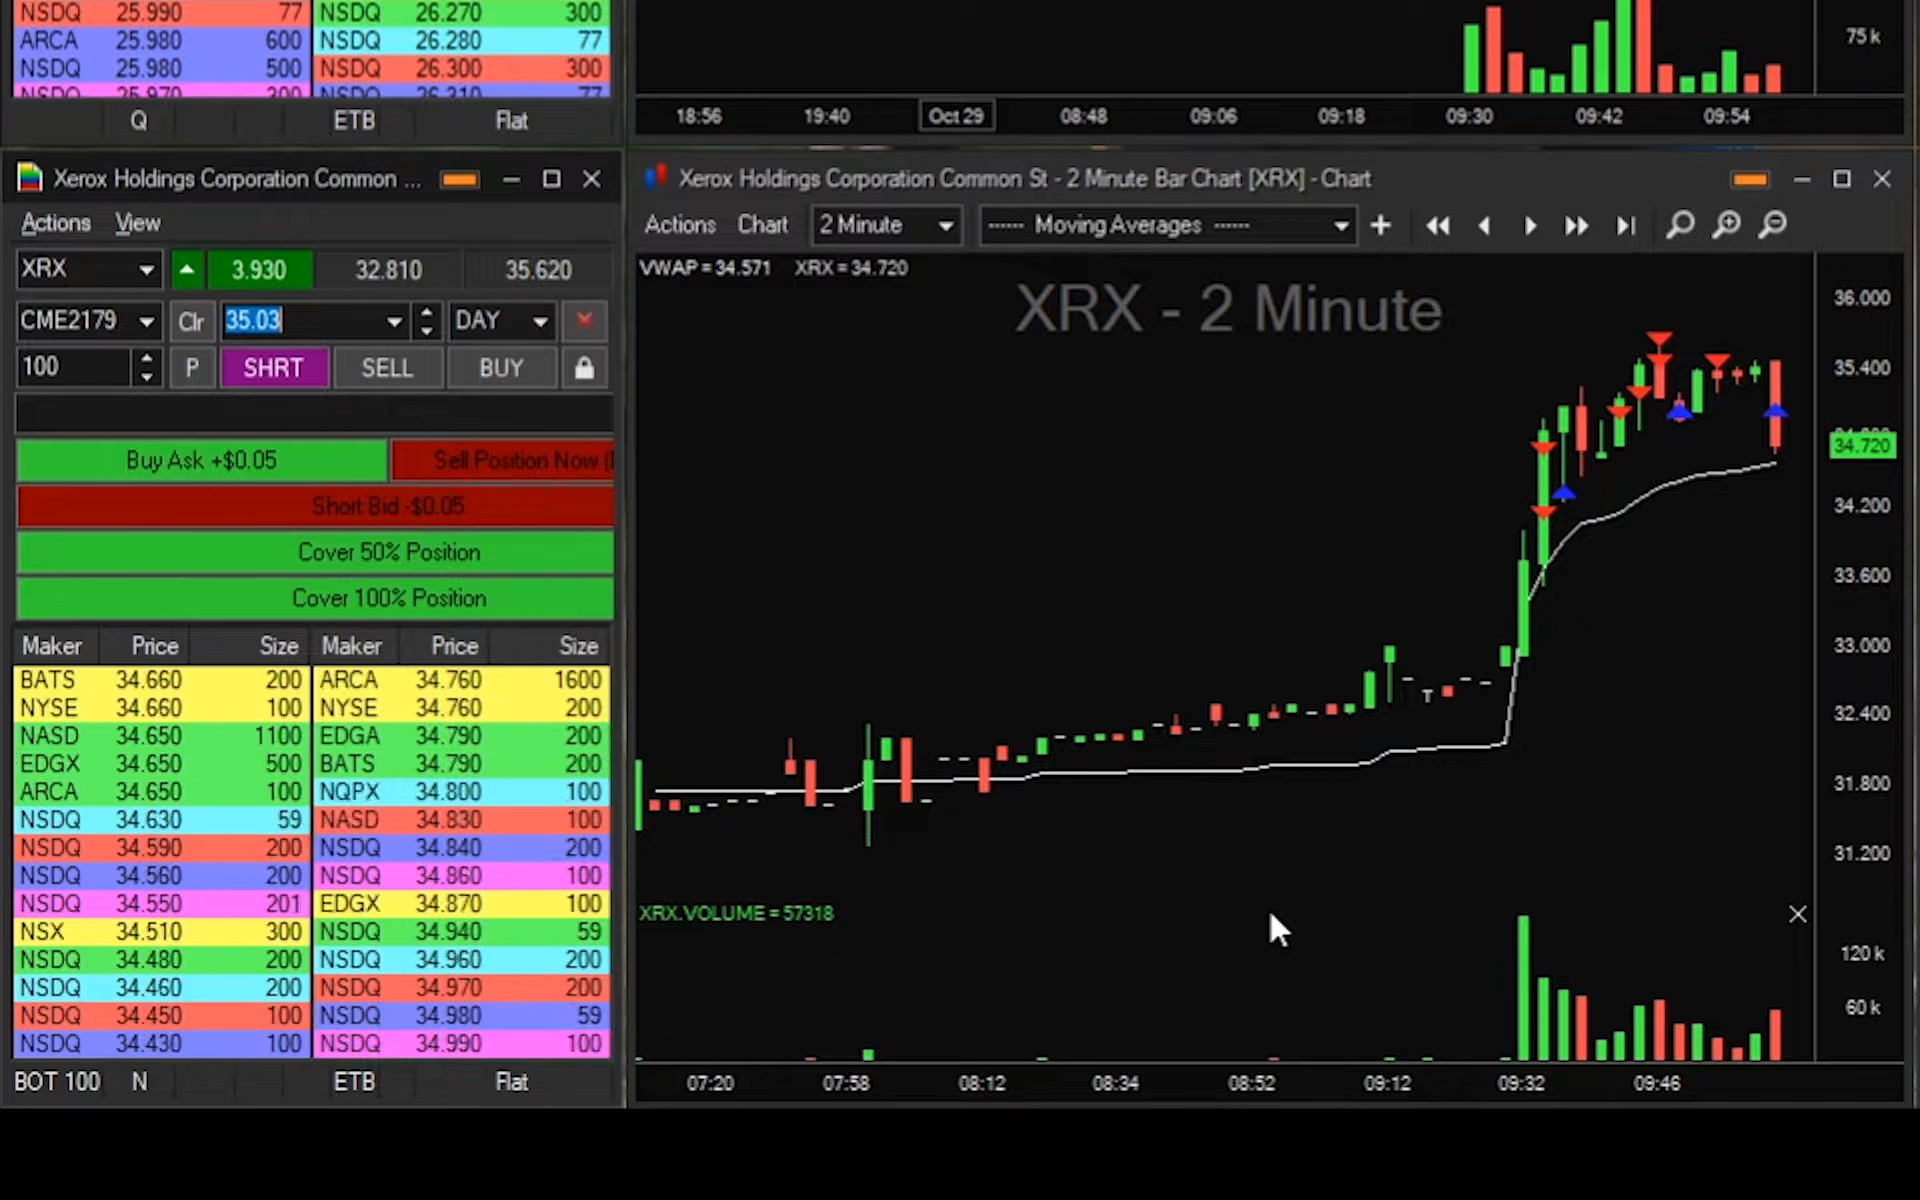 NSDQ 25.990 77 NSDQ 26.270 300
ARCA 25.980 600 NSDQ 26.280 77
NSDQ 25.980 500 NSDQ 26.300 300
NSDQ 25.970 200 NSDQ 26.310 77
Q ETB Flat
75 k
18:56 19:40 Oct 29 08:48 09:06 09:18 09:30 09:42 09:54
Xerox Holdings Corporation Common ...
Actions View
XRX 3.930 32.810 35.620
CME2179 Clr 35.03 DAY
100 P SHRT SELL BUY
Buy Ask +$0.05 Sell Position Now
Short Bid -$0.05
Cover 50% Position
Cover 100% Position
Maker Price Size Maker Price Size
BATS 34.660 200 ARCA 34.760 1600
NYSE 34.660 100 NYSE 34.760 200
NASD 34.650 1100 EDGA 34.790 200
EDGX 34.650 500 BATS 34.790 200
ARCA 34.650 100 NQPX 34.800 100
NSDQ 34.630 59 NASD 34.830 100
NSDQ 34.590 200 NSDQ 34.840 200
NSDQ 34.560 200 NSDQ 34.860 100
NSDQ 34.550 201 EDGX 34.870 100
NSX 34.510 300 NSDQ 34.940 59
NSDQ 34.480 200 NSDQ 34.960 200
NSDQ 34.460 200 NSDQ 34.970 200
NSDQ 34.450 100 NSDQ 34.980 59
NSDQ 34.430 100 NSDQ 34.990 100
BOT 100 N ETB Flat
Xerox Holdings Corporation Common St - 2 Minute Bar Chart [XRX] - Chart
Actions Chart 2 Minute ------ Moving Averages ------
VWAP = 34.571 XRX = 34.720
XRX - 2 Minute
36.000
35.400
34.720
34.200
33.600
33.000
32.400
31.800
31.200
XRX.VOLUME = 57318
120 k
60 k
07:20 07:58 08:12 08:34 08:52 09:12 09:32 09:46